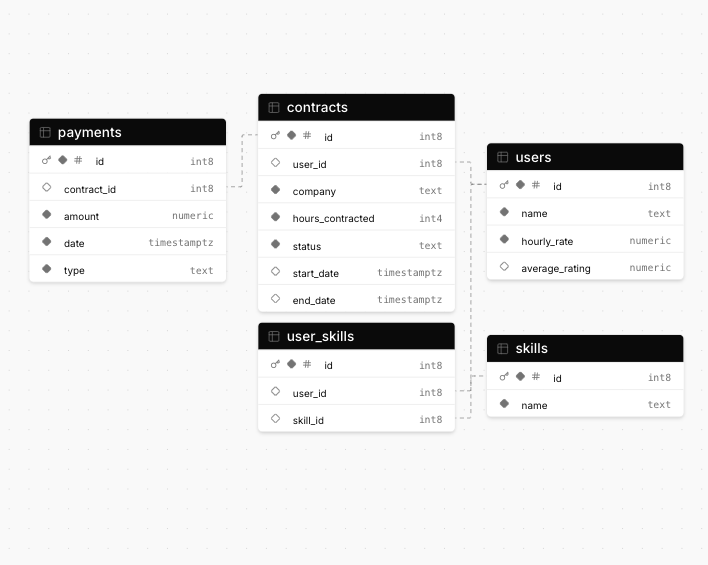 payments
id int8
contract_id int8
amount numeric
date timestamptz
type text
contracts
# id int8
user_id int8
company text
hours_contracted int4
status text
start_date timestamptz
end_date timestamptz
user_skills
# id int8
user_id int8
skill_id int8
users
# id int8
name text
hourly_rate numeric
average_rating numeric
skills
# id int8
name text